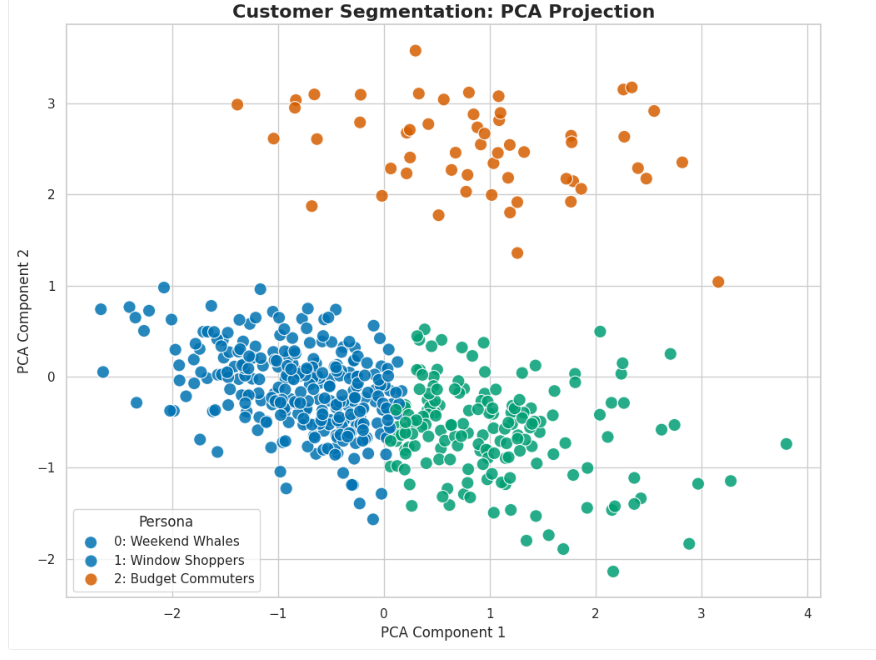 Customer Segmentation: PCA Projection
PCA Component 2
3
2
1
0
−1
−2
Persona
0: Weekend Whales
1: Window Shoppers
2: Budget Commuters
−2
−1
0
1
2
3
4
PCA Component 1